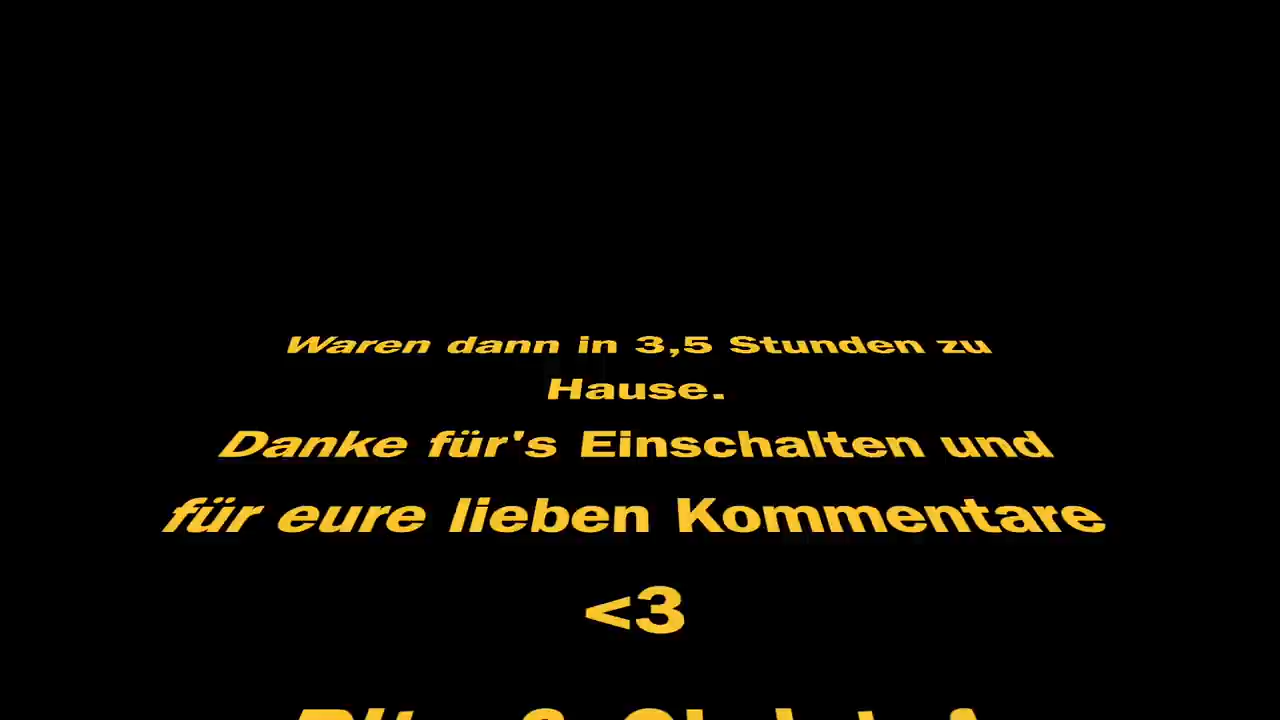 Waren dann in 3,5 Stunden zu
Hause.
Danke für's Einschalten und
für eure lieben Kommentare
<3
&